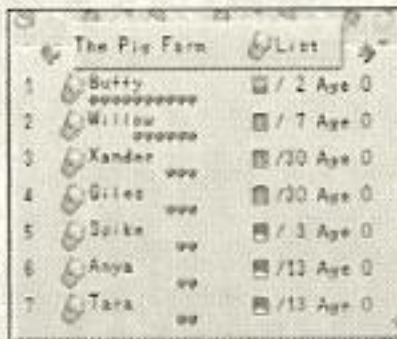 The Pig Farm List
1 Buffy / 2 Age 0
2 Willow / 7 Age 0
3 Xander /30 Age 0
4 Giles /30 Age 0
5 Spike / 3 Age 0
6 Anya /13 Age 0
7 Tara /13 Age 0